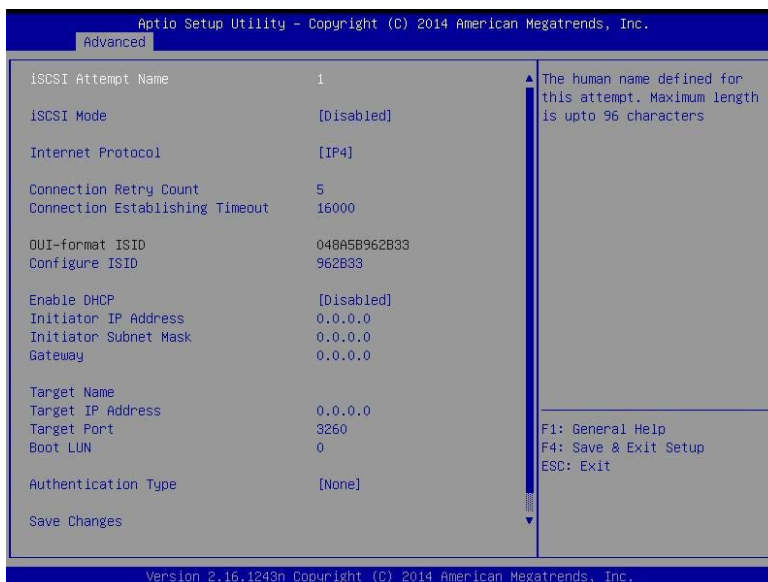 Aptio Setup Utility – Copyright (C) 2014 American Megatrends, Inc.
Advanced
iSCSI Attempt Name 1
iSCSI Mode [Disabled]
Internet Protocol [IP4]
Connection Retry Count 5
Connection Establishing Timeout 16000
OUI-format ISID 048A5B962B33
Configure ISID 962B33
Enable DHCP [Disabled]
Initiator IP Address 0.0.0.0
Initiator Subnet Mask 0.0.0.0
Gateway 0.0.0.0
Target Name
Target IP Address 0.0.0.0
Target Port 3260
Boot LUN 0
Authentication Type [None]
Save Changes
The human name defined for
this attempt. Maximum length
is upto 96 characters
F1: General Help
F4: Save & Exit Setup
ESC: Exit
Version 2.16.1243n Copyright (C) 2014 American Megatrends, Inc.